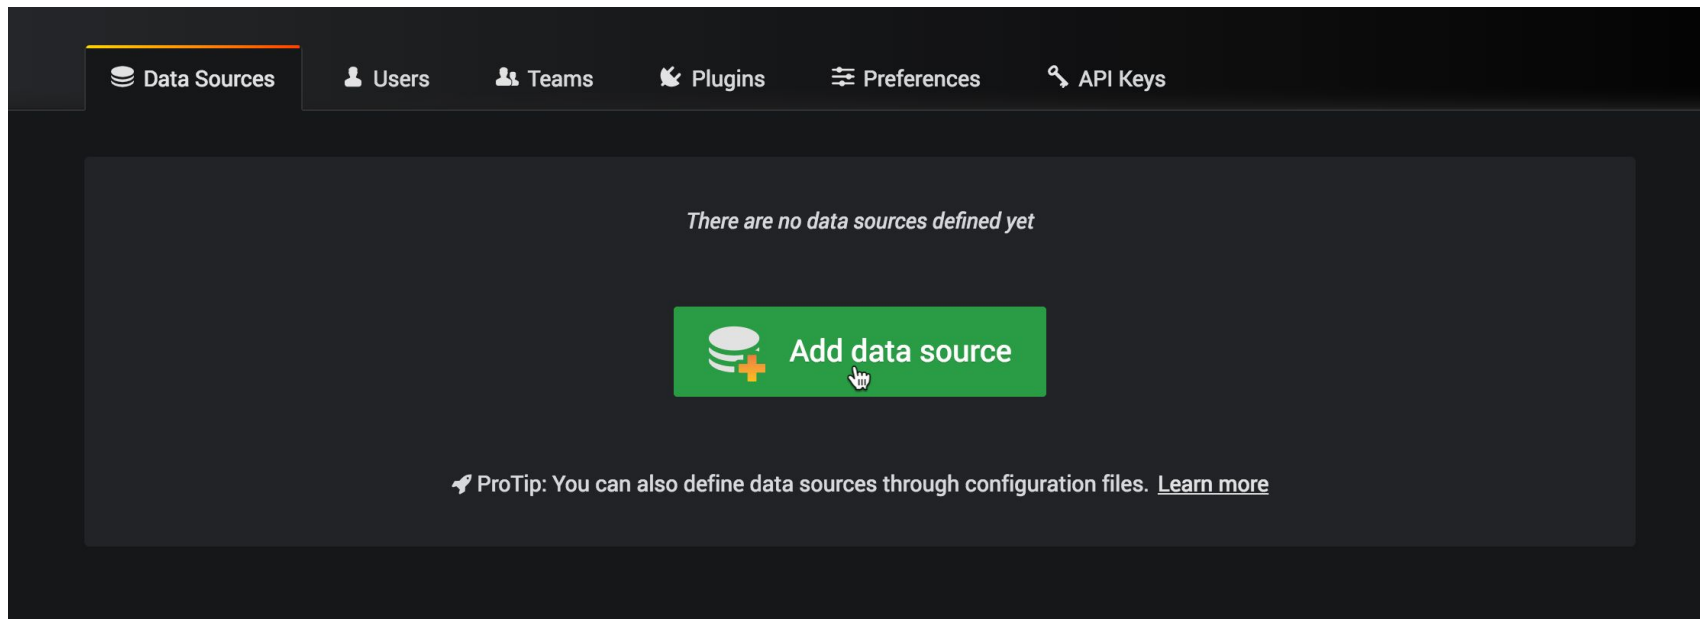 Data Sources Users Teams Plugins Preferences API Keys
There are no data sources defined yet
Add data source
ProTip: You can also define data sources through configuration files. Learn more